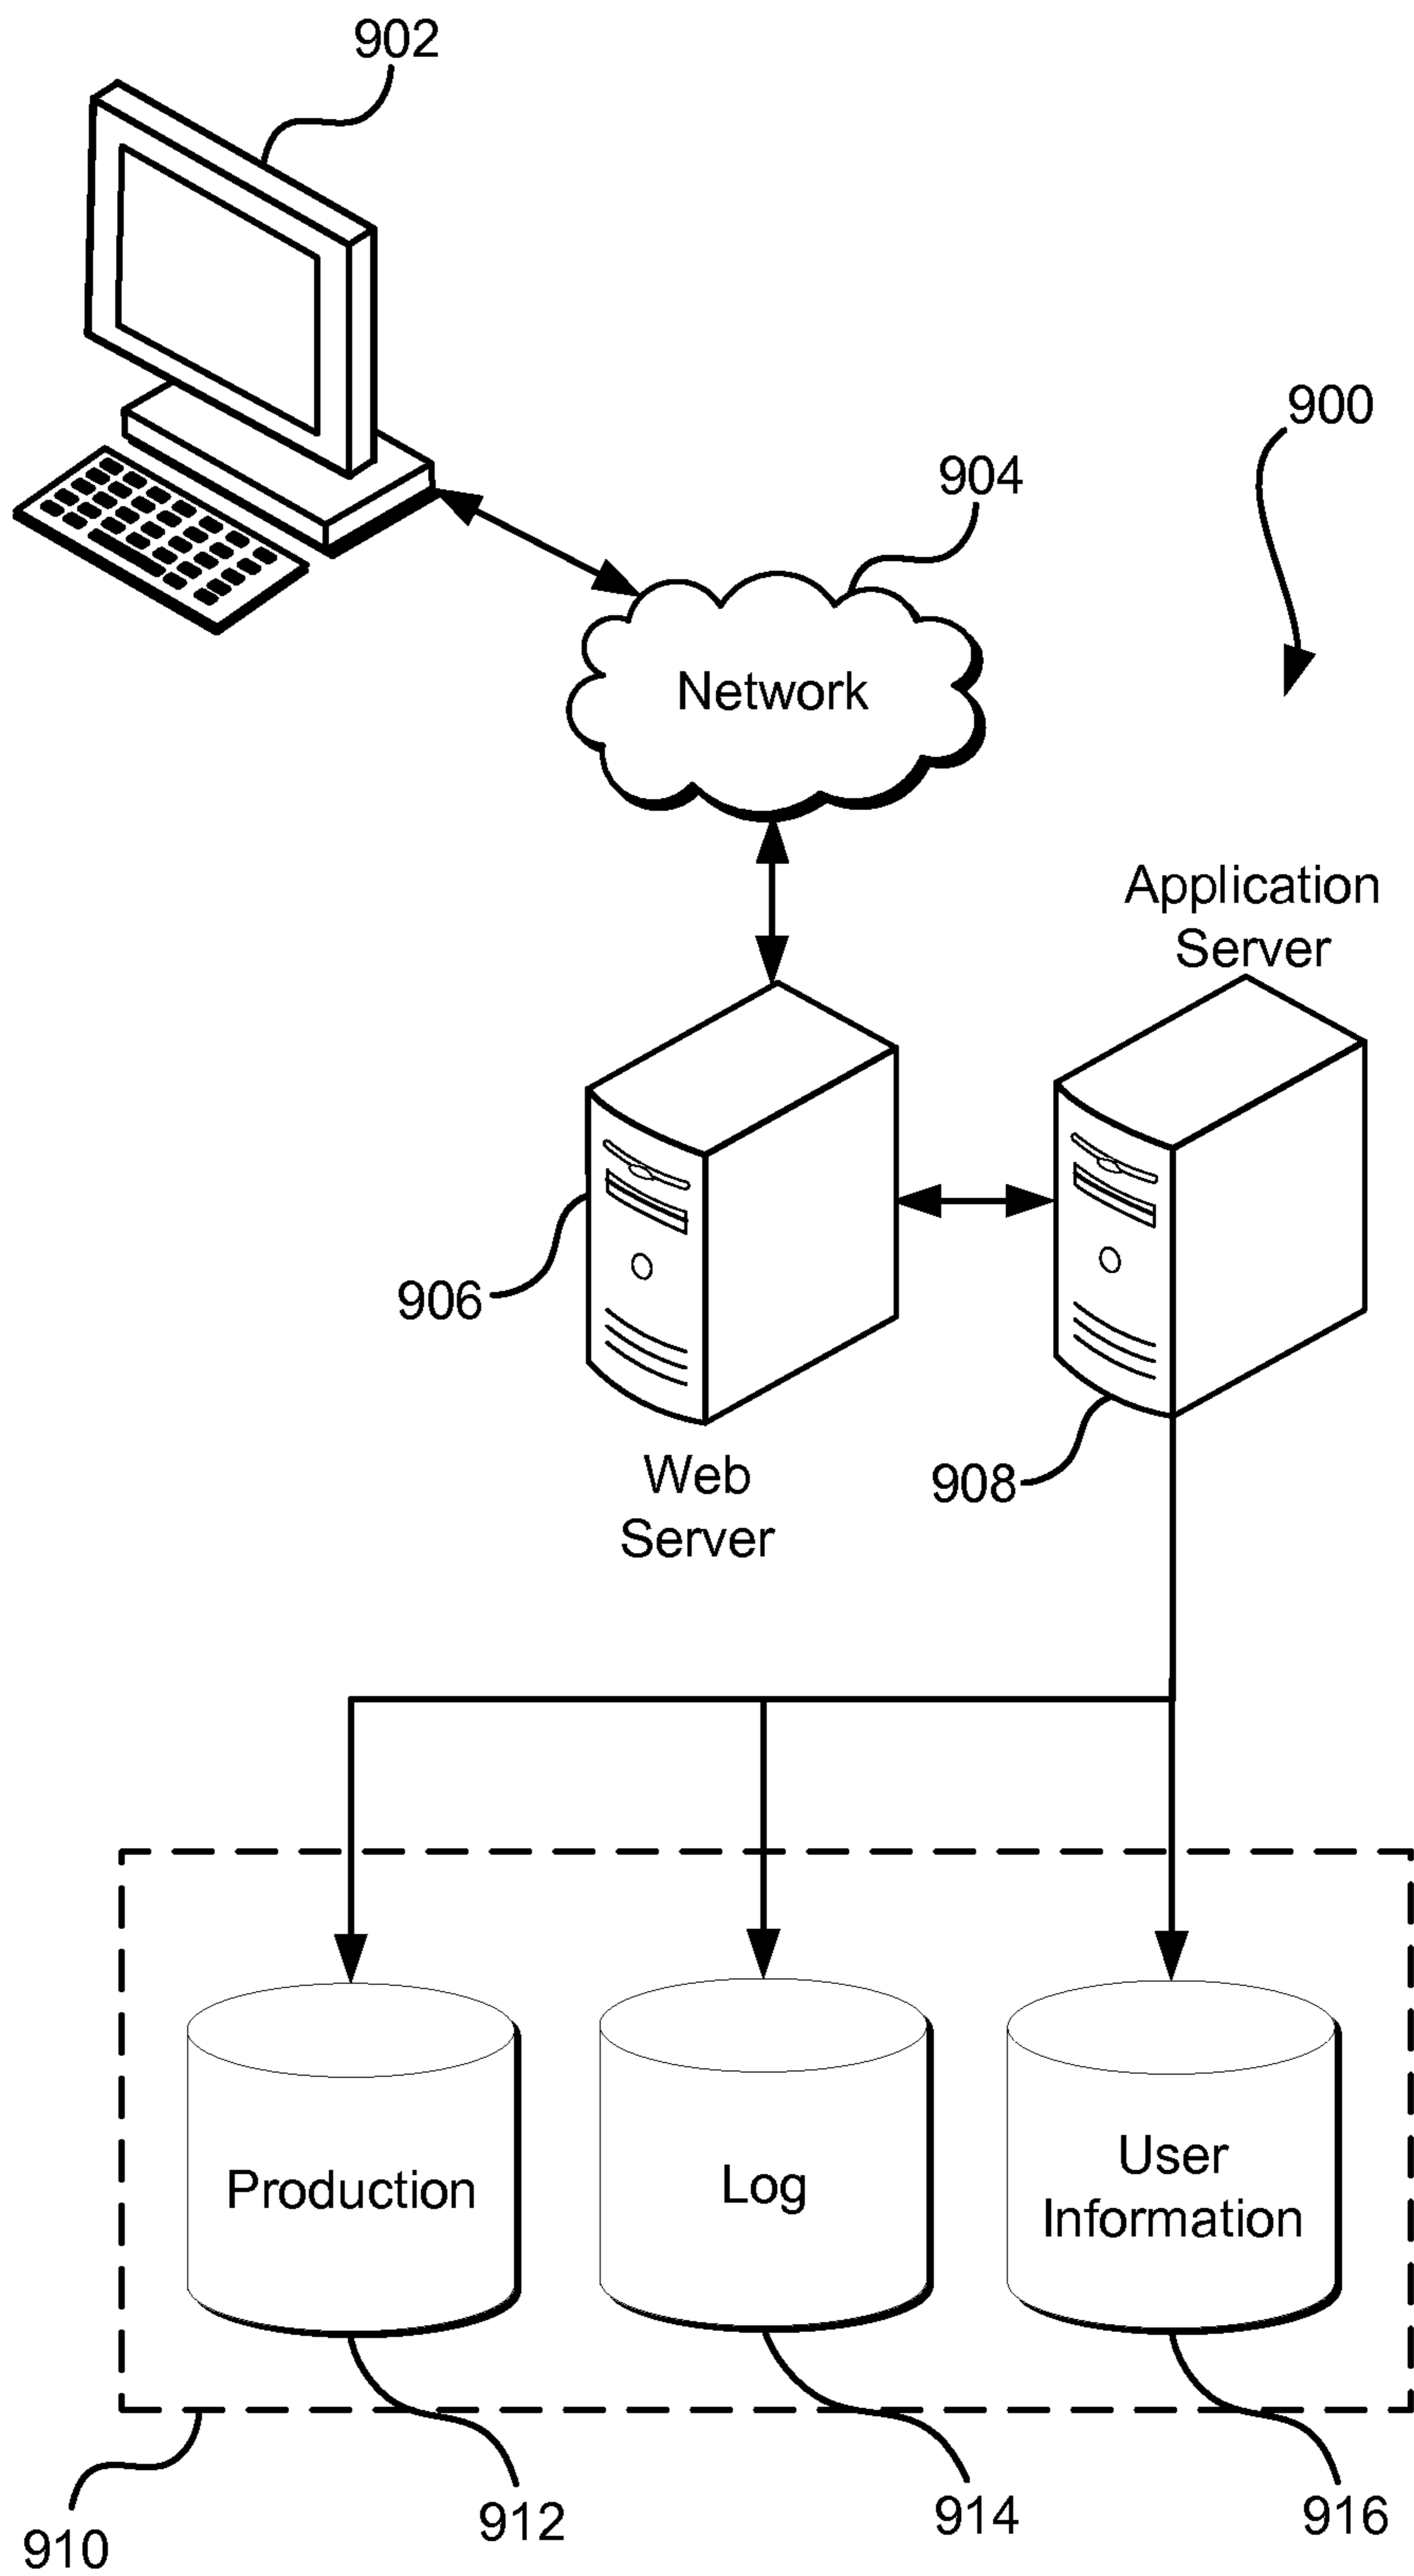 902
900
904
Network
Application
Server
906
908
Web
Server
Production
Log
User
Information
910
912
914
916